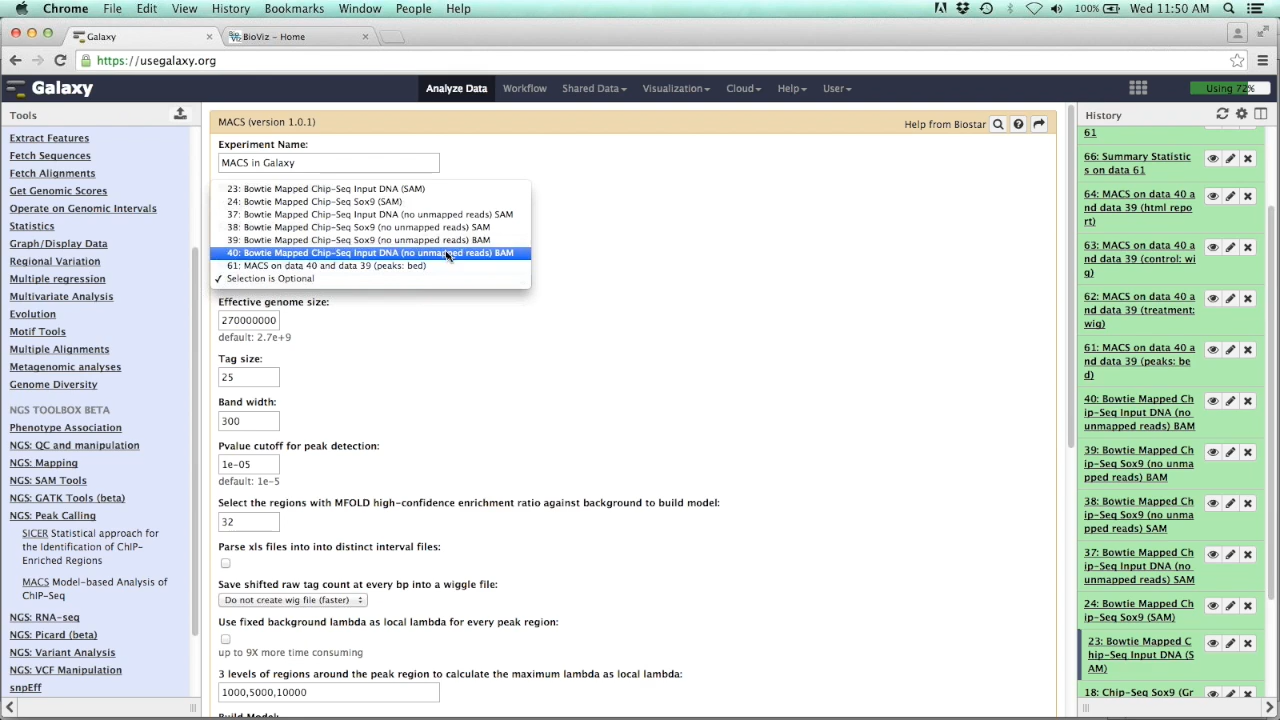 Chrome File Edit View History Bookmarks Window People Help 100% Wed 11:50 AM
Galaxy BioViz - Home
https://usegalaxy.org
Galaxy Analyze Data Workflow Shared Data Visualization Cloud Help User Using 72%
Tools
Extract Features
Fetch Sequences
Fetch Alignments
Get Genomic Scores
Operate on Genomic Intervals
Statistics
Graph/Display Data
Regional Variation
Multiple regression
Multivariate Analysis
Evolution
Motif Tools
Multiple Alignments
Metagenomic analyses
Genome Diversity
NGS TOOLBOX BETA
Phenotype Association
NGS: QC and manipulation
NGS: Mapping
NGS: SAM Tools
NGS: GATK Tools (beta)
NGS: Peak Calling
SICER Statistical approach for
the Identification of ChIP-
Enriched Regions
MACS Model-based Analysis of
ChIP-Seq
NGS: RNA-seq
NGS: Picard (beta)
NGS: Variant Analysis
NGS: VCF Manipulation
snpEff
MACS (version 1.0.1)
Help from Biostar
Experiment Name:
MACS in Galaxy
23: Bowtie Mapped Chip-Seq Input DNA (SAM)
24: Bowtie Mapped Chip-Seq Sox9 (SAM)
37: Bowtie Mapped Chip-Seq Input DNA (no unmapped reads) SAM
38: Bowtie Mapped Chip-Seq Sox9 (no unmapped reads) SAM
39: Bowtie Mapped Chip-Seq Sox9 (no unmapped reads) BAM
40: Bowtie Mapped Chip-Seq Input DNA (no unmapped reads) BAM
61: MACS on data 40 and data 39 (peaks: bed)
✓ Selection is Optional
Effective genome size:
270000000
default: 2.7e+9
Tag size:
25
Band width:
300
Pvalue cutoff for peak detection:
1e-05
default: 1e-5
Select the regions with MFOLD high-confidence enrichment ratio against background to build model:
32
Parse xls files into into distinct interval files:
Save shifted raw tag count at every bp into a wiggle file:
Do not create wig file (faster)
Use fixed background lambda as local lambda for every peak region:
up to 9X more time consuming
3 levels of regions around the peak region to calculate the maximum lambda as local lambda:
1000,5000,10000
Build Model:
History
61
66: Summary Statistic
s on data 61
64: MACS on data 40 a
nd data 39 (html repo
rt)
63: MACS on data 40 a
nd data 39 (control: wi
g)
62: MACS on data 40 a
nd data 39 (treatment:
wig)
61: MACS on data 40 a
nd data 39 (peaks: be
d)
40: Bowtie Mapped Ch
ip-Seq Input DNA (no
unmapped reads) BAM
39: Bowtie Mapped Ch
ip-Seq Sox9 (no unma
pped reads) BAM
38: Bowtie Mapped Ch
ip-Seq Sox9 (no unma
pped reads) SAM
37: Bowtie Mapped Ch
ip-Seq Input DNA (no
unmapped reads) SAM
24: Bowtie Mapped Ch
ip-Seq Sox9 (SAM)
23: Bowtie Mapped C
hip-Seq Input DNA (S
AM)
18: Chip-Seq Sox9 (Gr